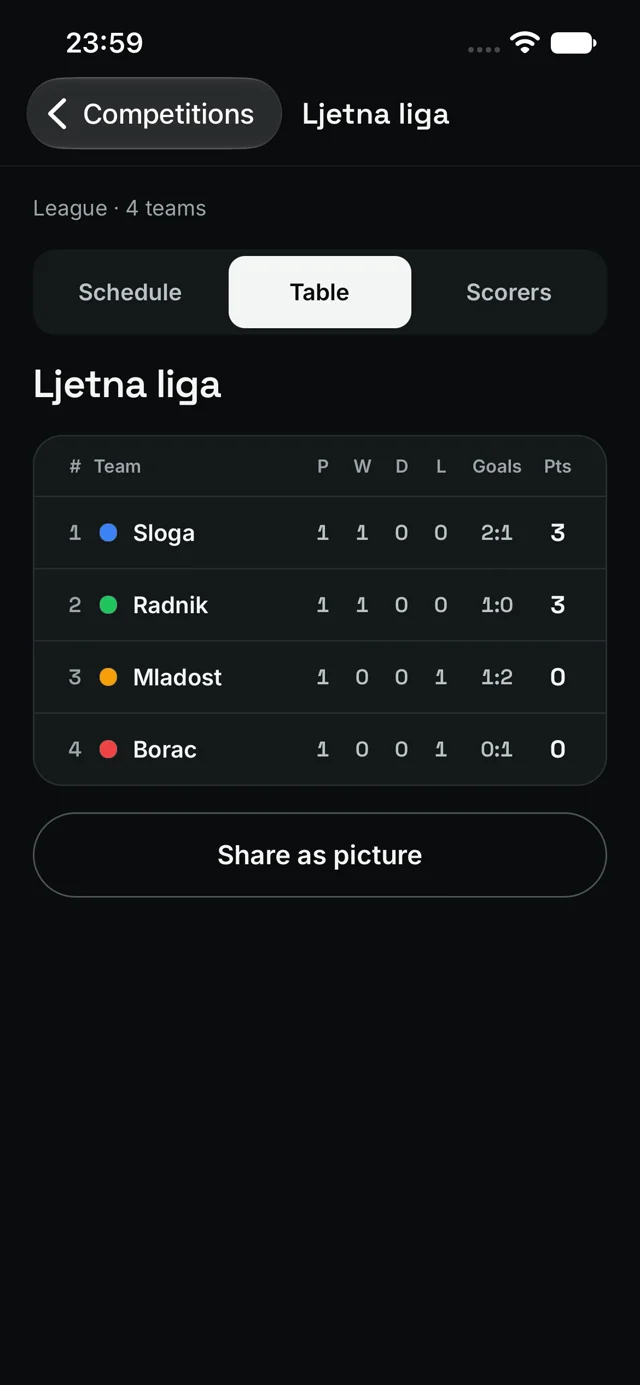 23:59
Competitions Ljetna liga
League · 4 teams
Schedule Table Scorers
Ljetna liga
# Team P W D L Goals Pts
1 Sloga 1 1 0 0 2:1 3
2 Radnik 1 1 0 0 1:0 3
3 Mladost 1 0 0 1 1:2 0
4 Borac 1 0 0 1 0:1 0
Share as picture